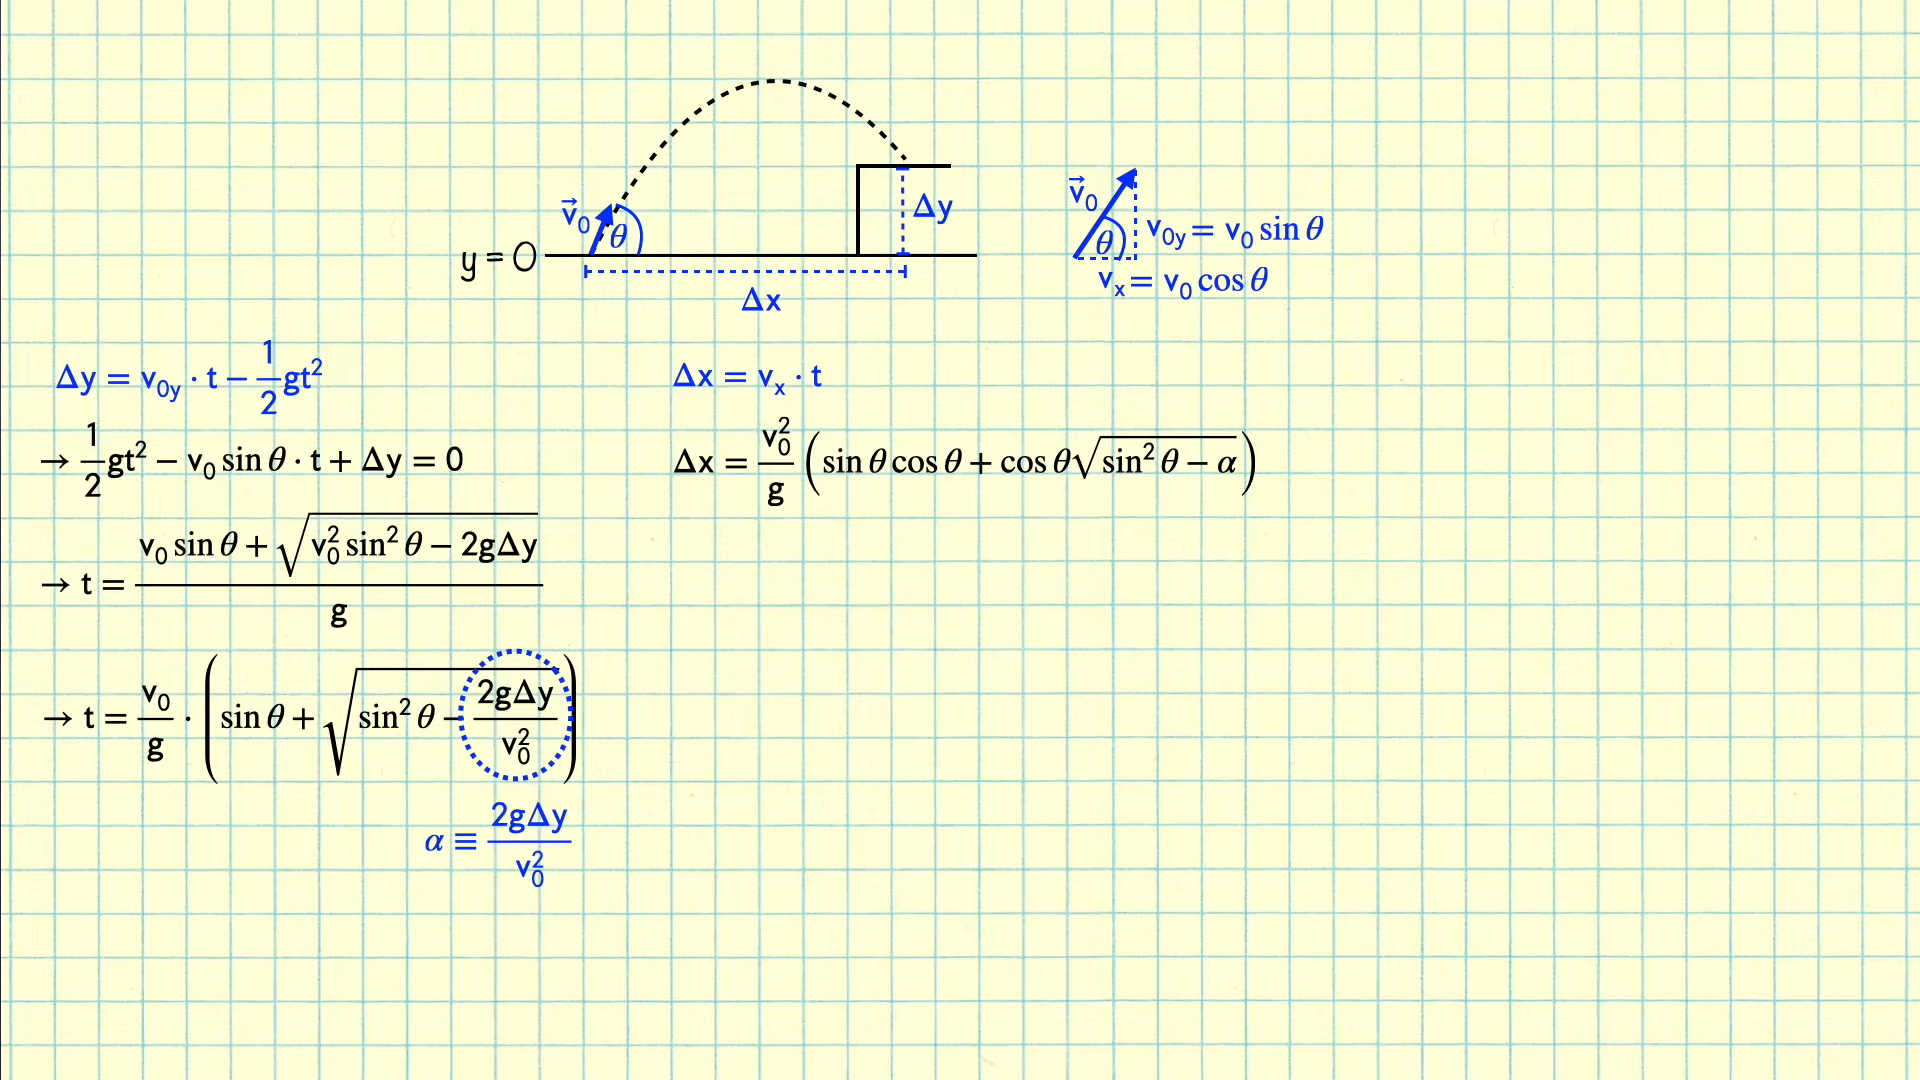 v⃗₀
θ
y = 0
Δx
Δy
v⃗₀
θ
v₀y = v₀ sin θ
vₓ = v₀ cos θ
Δy = v₀y · t − 1/2 gt²
→ 1/2 gt² − v₀ sin θ · t + Δy = 0
→ t = (v₀ sin θ + √(v₀² sin² θ − 2gΔy)) / g
→ t = v₀/g · (sin θ + √(sin² θ − 2gΔy/v₀²))
α ≡ 2gΔy/v₀²
Δx = vₓ · t
Δx = v₀²/g (sin θ cos θ + cos θ√(sin² θ − α))